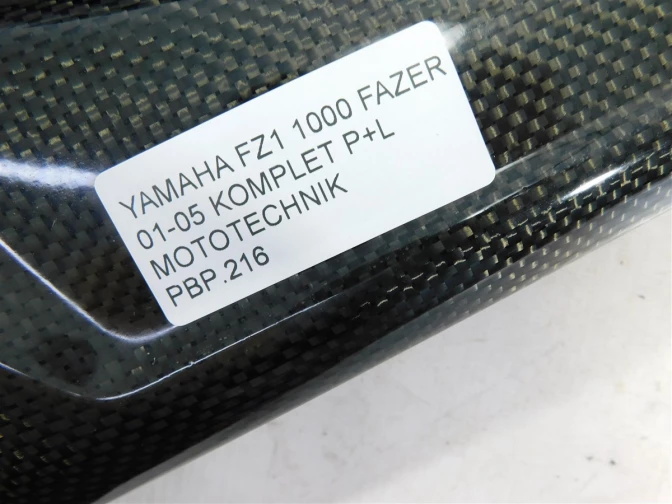 YAMAHA FZ1 1000 FAZER
01-05 KOMPLET P+L
MOTOTECHNIK
PBP.216